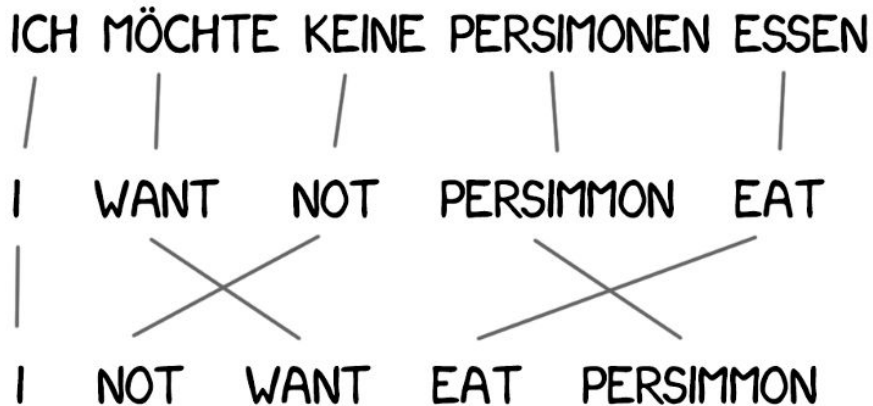 ICH MÖCHTE KEINE PERSIMONEN ESSEN
I WANT NOT PERSIMMON EAT
I NOT WANT EAT PERSIMMON